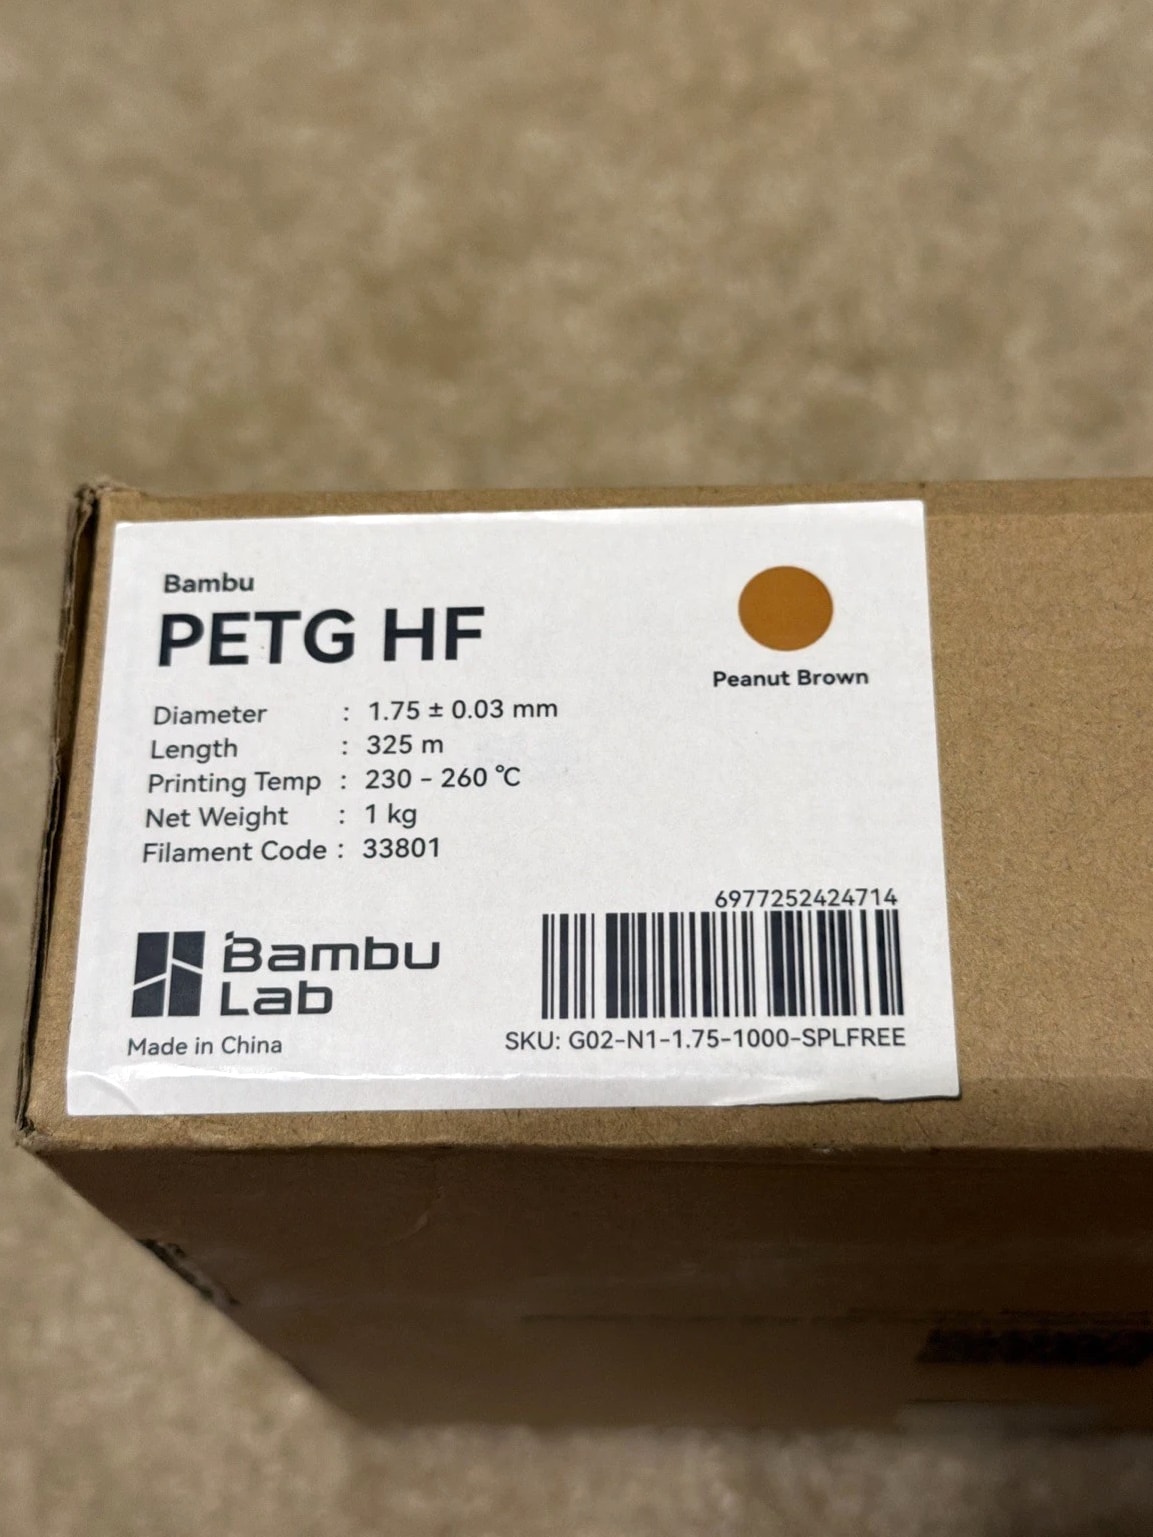 Bambu
PETG HF
Peanut Brown
Diameter : 1.75 ± 0.03 mm
Length : 325 m
Printing Temp : 230 - 260 °C
Net Weight : 1 kg
Filament Code : 33801
6977252424714
Bambu
Lab
Made in China
SKU: G02-N1-1.75-1000-SPLFREE